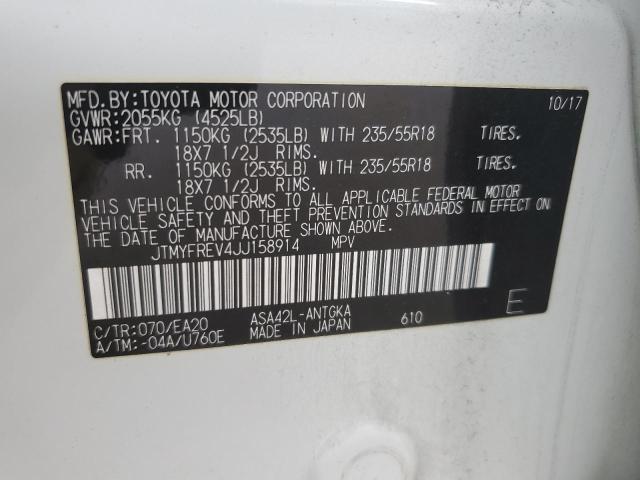 MFD.BY:TOYOTA MOTOR CORPORATION 10/17
GVWR:2055KG (4525LB)
GAWR:FRT. 1150KG (2535LB) WITH 235/55R18 TIRES.
18X7 1/2J RIMS.
RR. 1150KG (2535LB) WITH 235/55R18 TIRES.
18X7 1/2J RIMS.
THIS VEHICLE CONFORMS TO ALL APPLICABLE FEDERAL MOTOR
VEHICLE SAFETY AND THEFT PREVENTION STANDARDS IN EFFECT ON
THE DATE OF MANUFACTURE SHOWN ABOVE.
JTMYFREV4JJ158914 MPV
C/TR:070/EA20 ASA42L-ANTGKA 610 E
A/TM:-04A/U760E MADE IN JAPAN